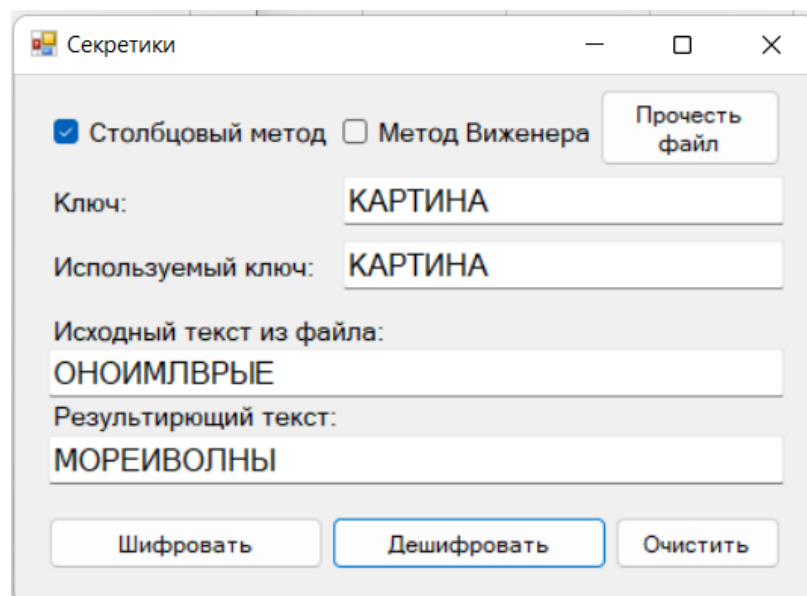 Секретики
Столбцовый метод Метод Виженера Прочесть файл
Ключ: КАРТИНА
Используемый ключ: КАРТИНА
Исходный текст из файла:
ОНОИМЛВРЫЕ
Результирющий текст:
МОРЕИВОЛНЫ
Шифровать Дешифровать Очистить